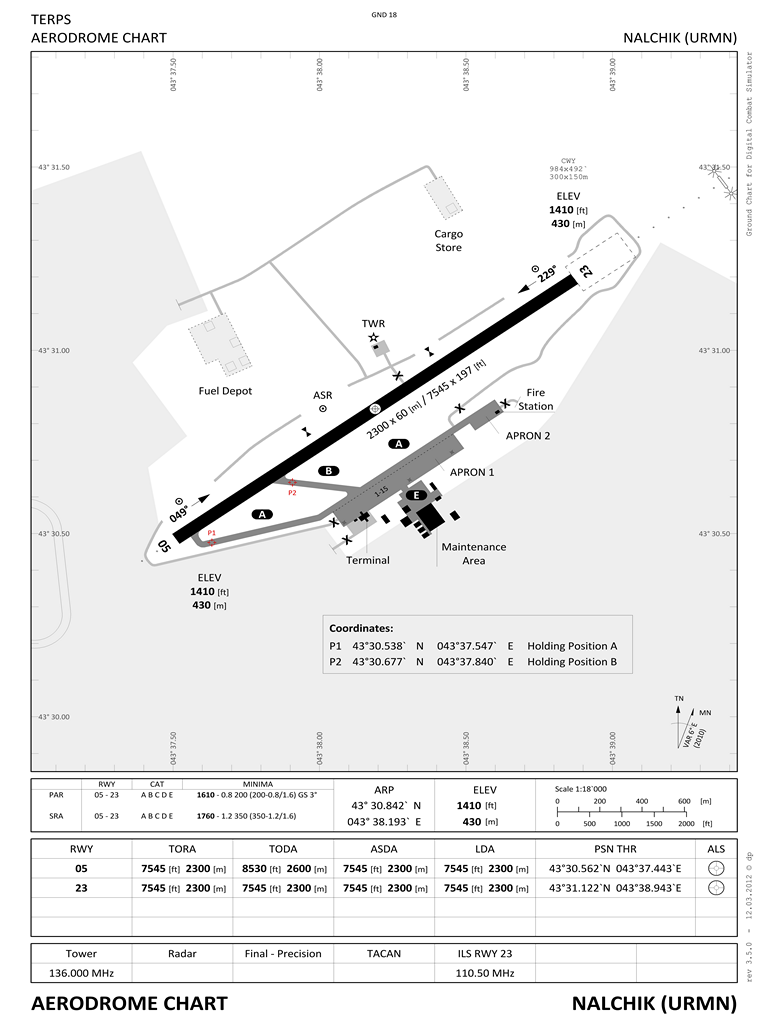 GND 18
TERPS
AERODROME CHART NALCHIK (URMN)
Ground Chart for Digital Combat Simulator
043° 37.50 043° 38.00 043° 38.50 043° 39.00
43° 31.50 43° 31.50
CWY
984x492`
300x150m
ELEV
1410 [ft]
430 [m]
Cargo
Store
23
229°
TWR
43° 31.00 43° 31.00
Fuel Depot
ASR
2300 x 60 [m] / 7545 x 197 [ft]
Fire
Station
APRON 2
A
B
APRON 1
P2
1-15
E
A
049°
P1
05
43° 30.50 43° 30.50
Terminal
Maintenance
Area
ELEV
1410 [ft]
430 [m]
Coordinates:
P1 43°30.538` N 043°37.547` E Holding Position A
P2 43°30.677` N 043°37.840` E Holding Position B
TN
MN
VAR 6° E
(2010)
43° 30.00 43° 30.00
043° 37.50 043° 38.00 043° 38.50 043° 39.00
RWY CAT MINIMA
PAR 05 - 23 A B C D E 1610 - 0.8 200 (200-0.8/1.6) GS 3°
SRA 05 - 23 A B C D E 1760 - 1.2 350 (350-1.2/1.6)
ARP
43° 30.842` N
043° 38.193` E
ELEV
1410 [ft]
430 [m]
Scale 1:18`000
0 200 400 600 [m]
0 500 1000 1500 2000 [ft]
RWY TORA TODA ASDA LDA PSN THR ALS
05 7545 [ft] 2300 [m] 8530 [ft] 2600 [m] 7545 [ft] 2300 [m] 7545 [ft] 2300 [m] 43°30.562`N 043°37.443`E
23 7545 [ft] 2300 [m] 7545 [ft] 2300 [m] 7545 [ft] 2300 [m] 7545 [ft] 2300 [m] 43°31.122`N 043°38.943`E
Tower Radar Final - Precision TACAN ILS RWY 23
136.000 MHz 110.50 MHz
rev 3.5.0 - 12.03.2012 © dp
AERODROME CHART NALCHIK (URMN)